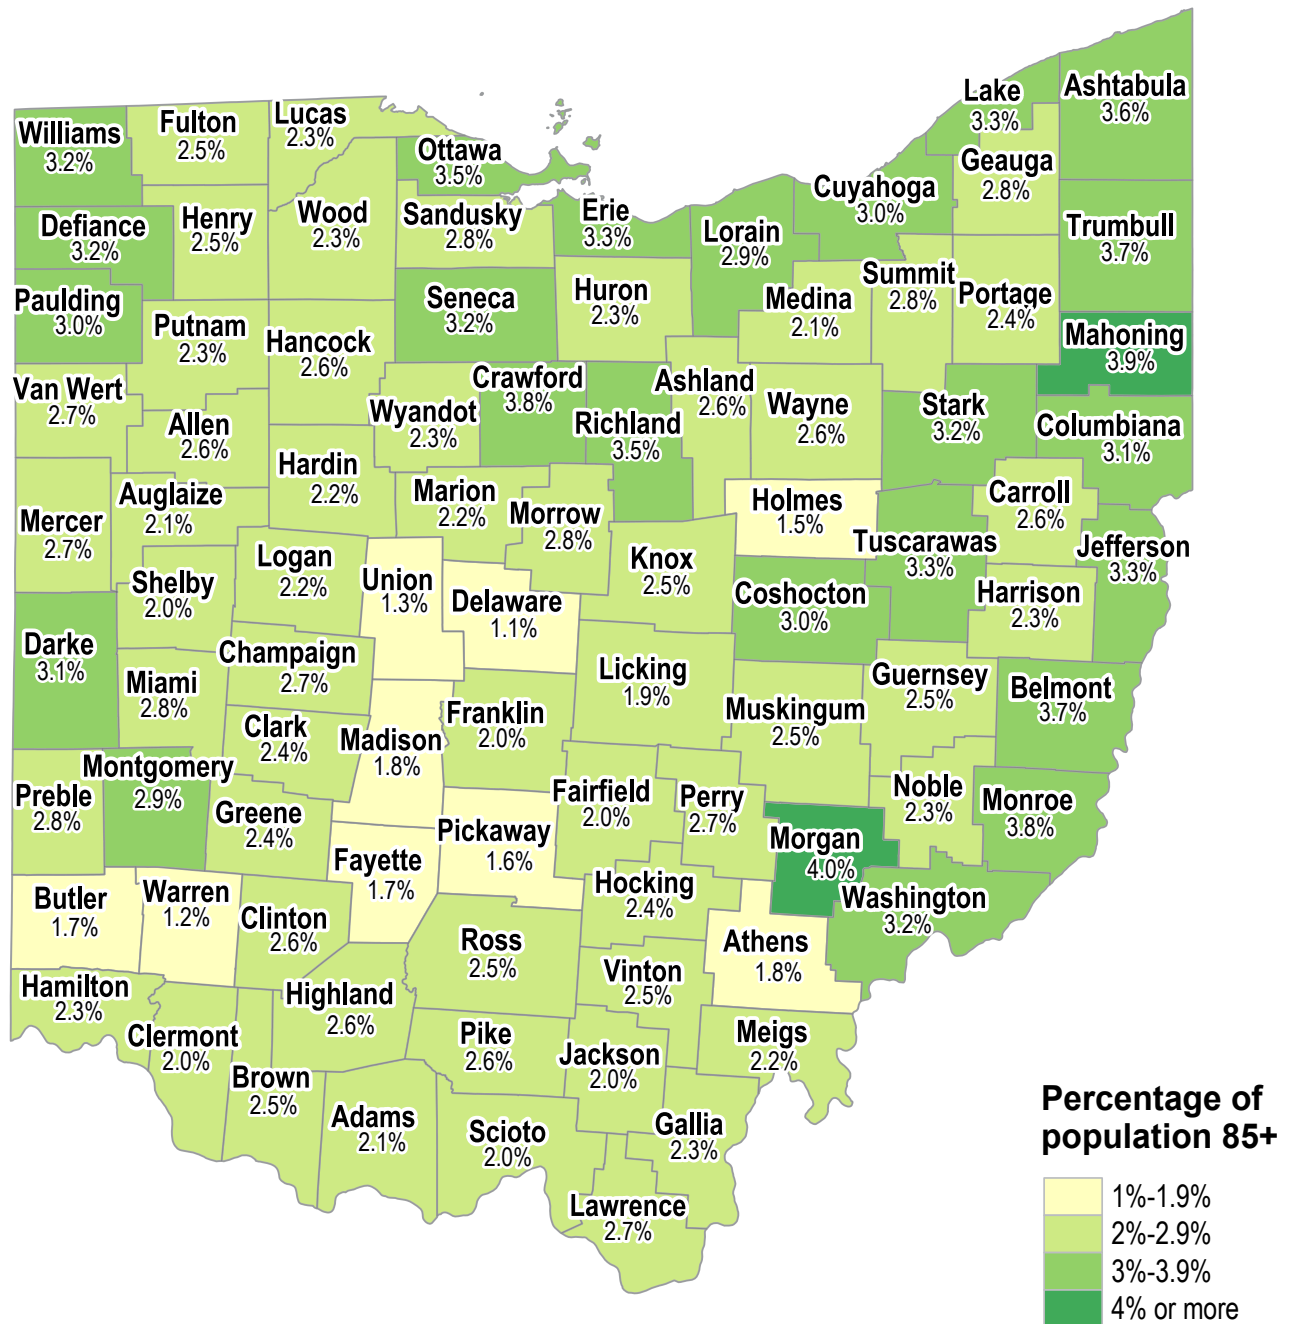 Lake
3.3%
Ashtabula
3.6%
Williams
3.2%
Fulton
2.5%
Lucas
2.3%
Ottawa
3.5%
Geauga
2.8%
Cuyahoga
3.0%
Defiance
3.2%
Henry
2.5%
Wood
2.3%
Sandusky
2.8%
Erie
3.3%
Lorain
2.9%
Trumbull
3.7%
Paulding
3.0%
Seneca
3.2%
Huron
2.3%
Medina
2.1%
Summit
2.8%
Portage
2.4%
Putnam
2.3%
Hancock
2.6%
Mahoning
3.9%
Van Wert
2.7%
Allen
2.6%
Wyandot
2.3%
Crawford
3.8%
Richland
3.5%
Ashland
2.6%
Wayne
2.6%
Stark
3.2%
Columbiana
3.1%
Hardin
2.2%
Mercer
2.7%
Auglaize
2.1%
Marion
2.2%
Morrow
2.8%
Holmes
1.5%
Carroll
2.6%
Tuscarawas
3.3%
Jefferson
3.3%
Logan
2.2%
Shelby
2.0%
Union
1.3%
Delaware
1.1%
Knox
2.5%
Coshocton
3.0%
Harrison
2.3%
Darke
3.1%
Champaign
2.7%
Miami
2.8%
Licking
1.9%
Guernsey
2.5%
Belmont
3.7%
Clark
2.4%
Madison
1.8%
Franklin
2.0%
Muskingum
2.5%
Montgomery
2.9%
Preble
2.8%
Greene
2.4%
Fairfield
2.0%
Perry
2.7%
Noble
2.3%
Monroe
3.8%
Pickaway
1.6%
Morgan
4.0%
Fayette
1.7%
Butler
1.7%
Warren
1.2%
Clinton
2.6%
Hocking
2.4%
Washington
3.2%
Ross
2.5%
Athens
1.8%
Vinton
2.5%
Hamilton
2.3%
Highland
2.6%
Clermont
2.0%
Pike
2.6%
Jackson
2.0%
Meigs
2.2%
Brown
2.5%
Adams
2.1%
Scioto
2.0%
Gallia
2.3%
Lawrence
2.7%
Percentage of
population 85+
1%-1.9%
2%-2.9%
3%-3.9%
4% or more